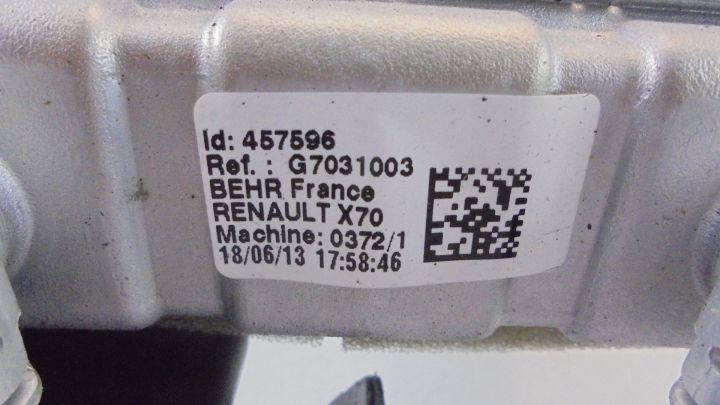 Id: 457596
Ref. : G7031003
BEHR France
RENAULT X70
Machine: 0372/1
18/06/13 17:58:46